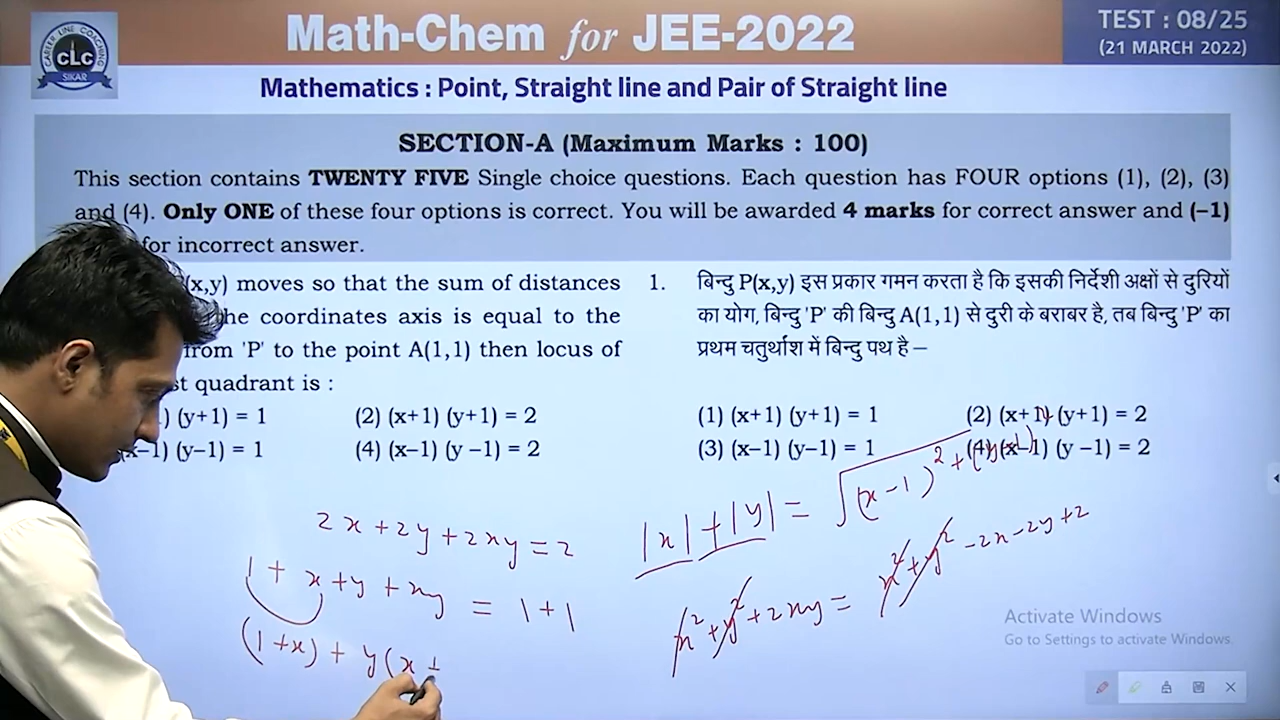 CAREER LINE COACHING
CLC
SIKAR
Math-Chem for JEE-2022
TEST : 08/25
(21 MARCH 2022)
Mathematics : Point, Straight line and Pair of Straight line
SECTION-A (Maximum Marks : 100)
This section contains TWENTY FIVE Single choice questions. Each question has FOUR options (1), (2), (3)
and (4). Only ONE of these four options is correct. You will be awarded 4 marks for correct answer and (–1)
for incorrect answer.
(x,y) moves so that the sum of distances
the coordinates axis is equal to the
from 'P' to the point A(1,1) then locus of
st quadrant is :
) (y+1) = 1
(2) (x+1) (y+1) = 2
x–1) (y–1) = 1
(4) (x–1) (y –1) = 2
1. बिन्दु P(x,y) इस प्रकार गमन करता है कि इसकी निर्देशी अक्षों से दुरियों
का योग, बिन्दु 'P' की बिन्दु A(1,1) से दुरी के बराबर है, तब बिन्दु 'P' का
प्रथम चतुर्थाश में बिन्दु पथ है –
(1) (x+1) (y+1) = 1
(2) (x+1) (y+1) = 2
(3) (x–1) (y–1) = 1
(4) (x–1) (y –1) = 2
|x| + |y| = √(x-1)² + (y-1)²
x² + y² + 2xy = x² + y² -2x-2y+2
2x+2y+2xy=2
1 + x+y+xy = 1+1
(1+x) + y(x+
Activate Windows
Go to Settings to activate Windows.